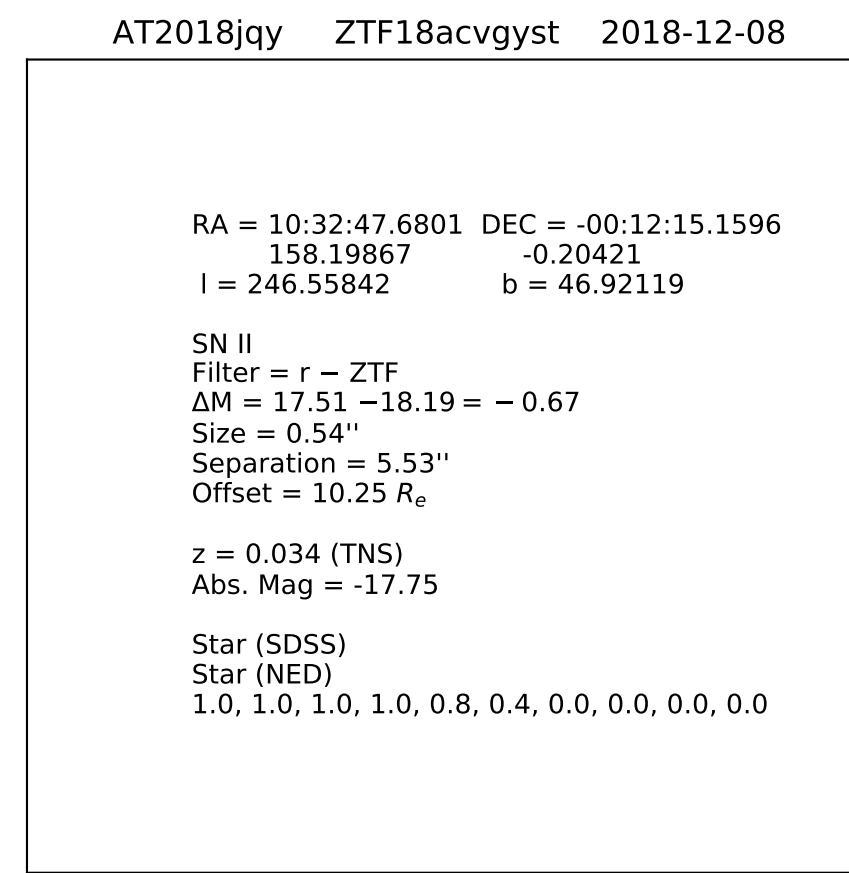 AT2018jqy ZTF18acvgyst 2018-12-08
RA = 10:32:47.6801 DEC = -00:12:15.1596
158.19867 -0.20421
l = 246.55842 b = 46.92119
SN II
Filter = r − ZTF
ΔM = 17.51 −18.19 = − 0.67
Size = 0.54''
Separation = 5.53''
Offset = 10.25 Rₑ
z = 0.034 (TNS)
Abs. Mag = -17.75
Star (SDSS)
Star (NED)
1.0, 1.0, 1.0, 1.0, 0.8, 0.4, 0.0, 0.0, 0.0, 0.0